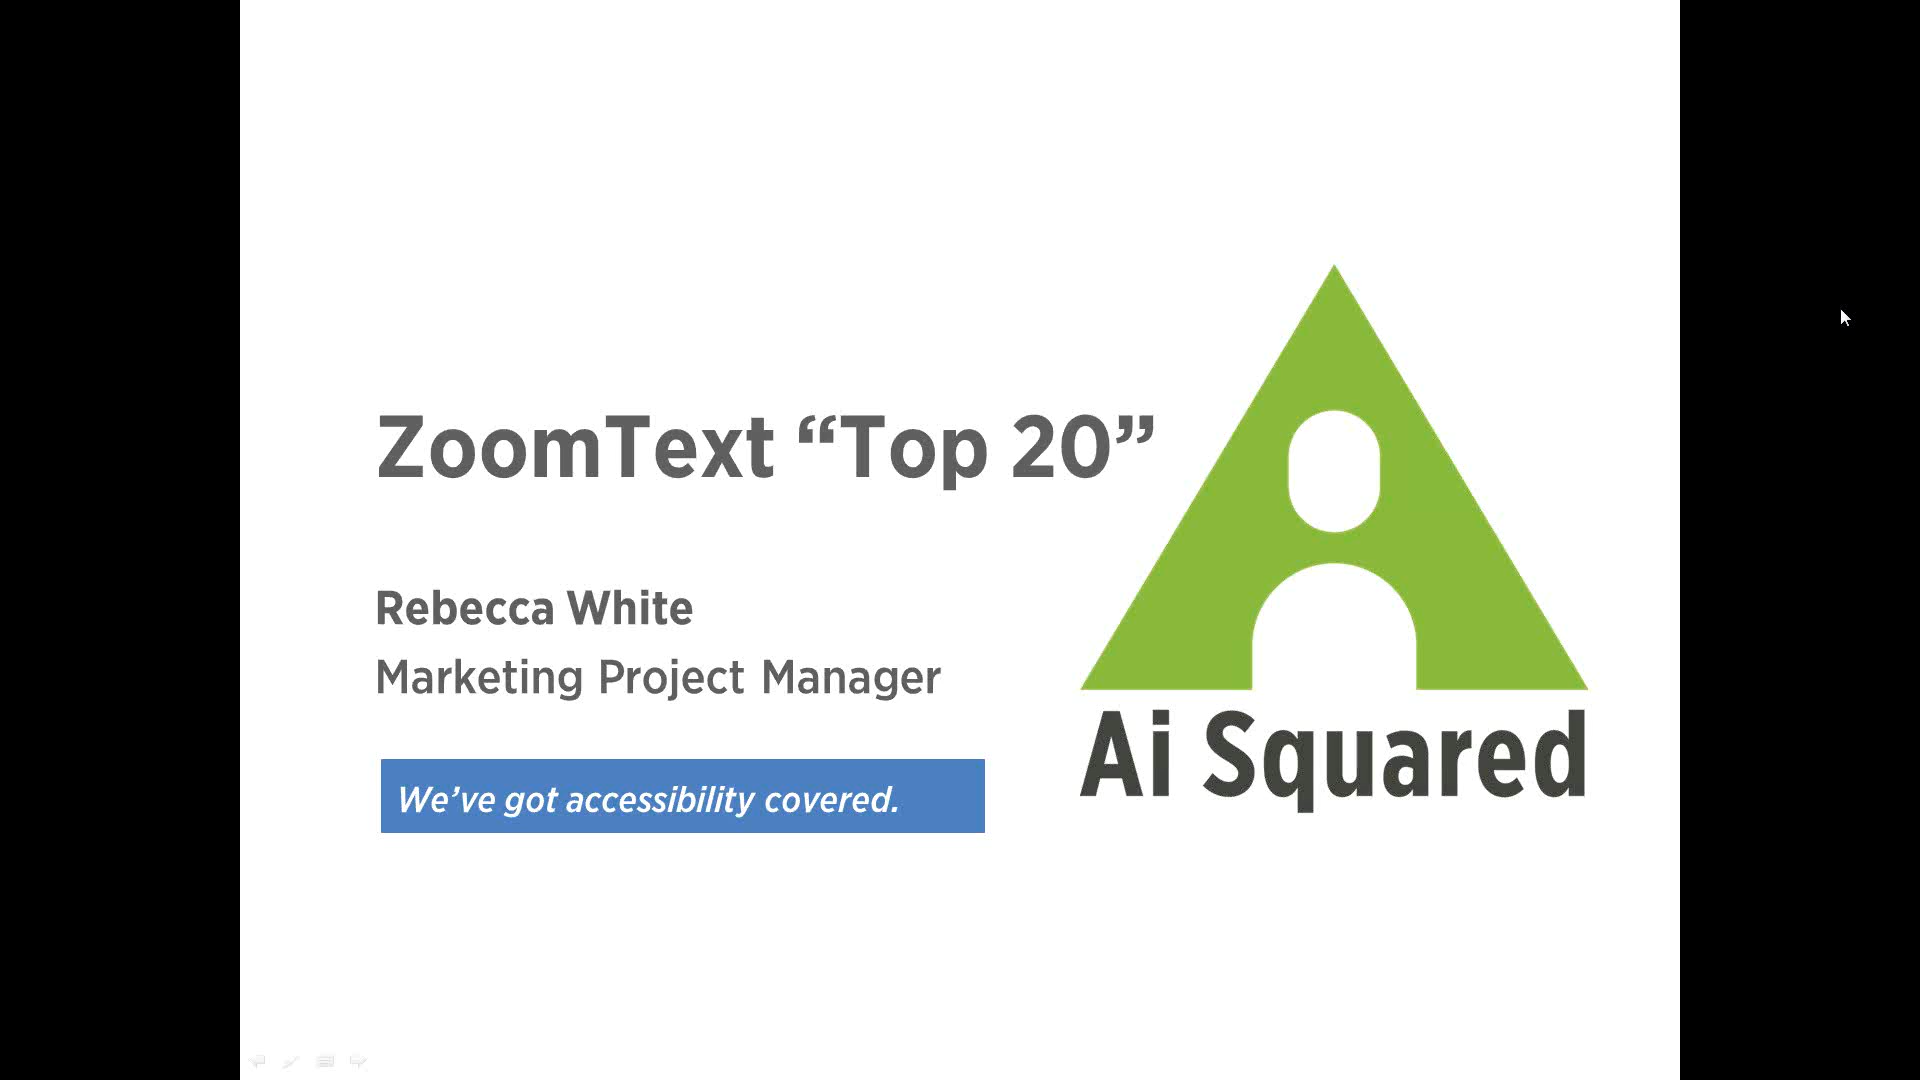 ZoomText “Top 20”
Rebecca White
Marketing Project Manager
We’ve got accessibility covered.
Ai Squared